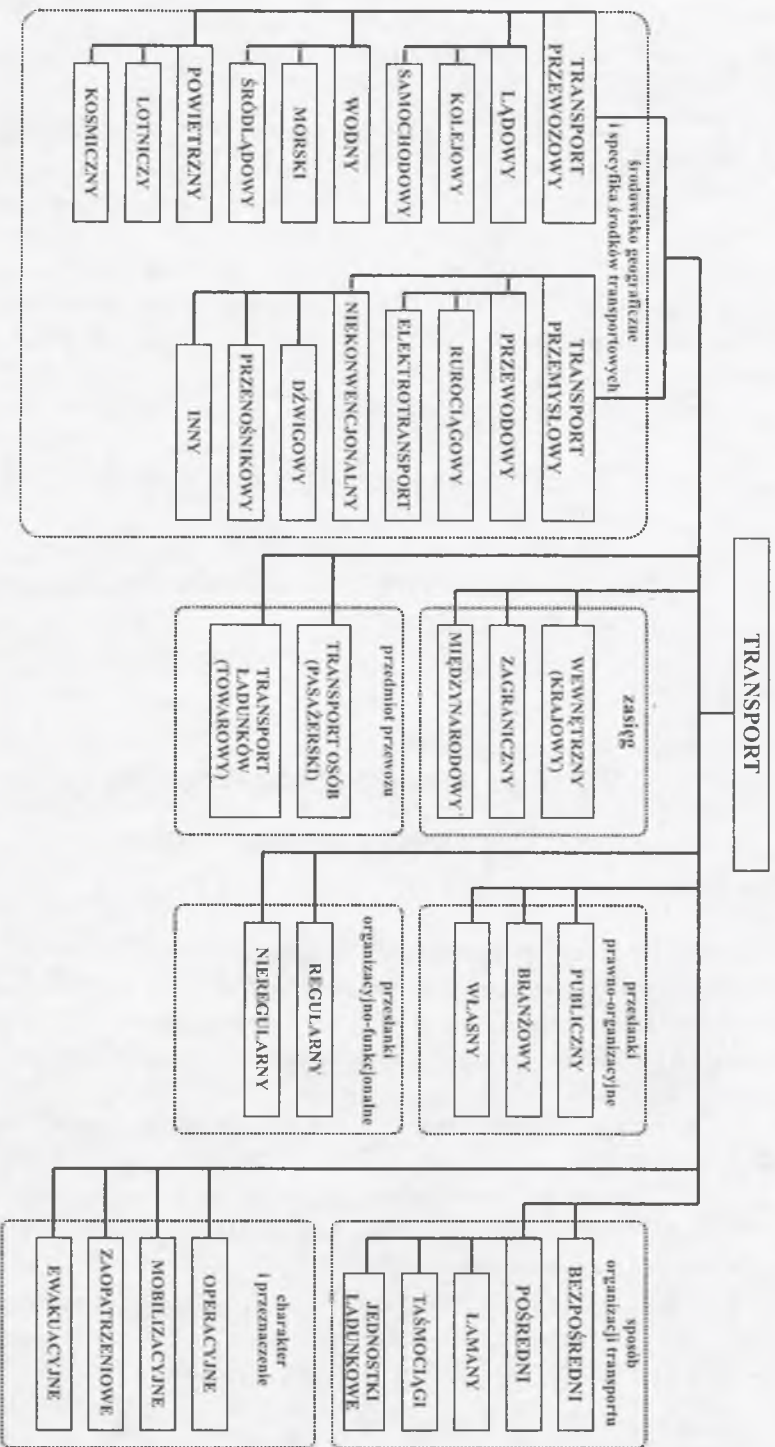 TRANSPORT
środowisko geograficzne
i specyfika środków transportowych
TRANSPORT
PRZEWOZOWY
LĄDOWY
KOLEJOWY
SAMOCHODOWY
WODNY
MORSKI
ŚRÓDLĄDOWY
POWIETRZNY
LOTNICZY
KOSMICZNY
TRANSPORT
PRZEMYSŁOWY
PRZEWODOWY
RUROCIĄGOWY
ELEKTROTRANSPORT
NIEKONWENCJONALNY
DŹWIGOWY
PRZENOŚNIKOWY
INNY
zasięg
WEWNĘTRZNY
(KRAJOWY)
ZAGRANICZNY
MIĘDZYNARODOWY
przedmiot przewozu
TRANSPORT OSÓB
(PASAŻERSKI)
TRANSPORT
ŁADUNKÓW
(TOWAROWY)
przesłanki
prawno-organizacyjne
PUBLICZNY
BRANŻOWY
WŁASNY
przesłanki
organizacyjno-funkcjonalne
REGULARNY
NIEREGULARNY
sposób
organizacji transportu
BEZPOŚREDNI
POŚREDNI
ŁAMANY
TAŚMOCIĄGI
JEDNOSTKI
ŁADUNKOWE
charakter
i przeznaczenie
OPERACYJNE
MOBILIZACYJNE
ZAOPATRZENIOWE
EWAKUACYJNE